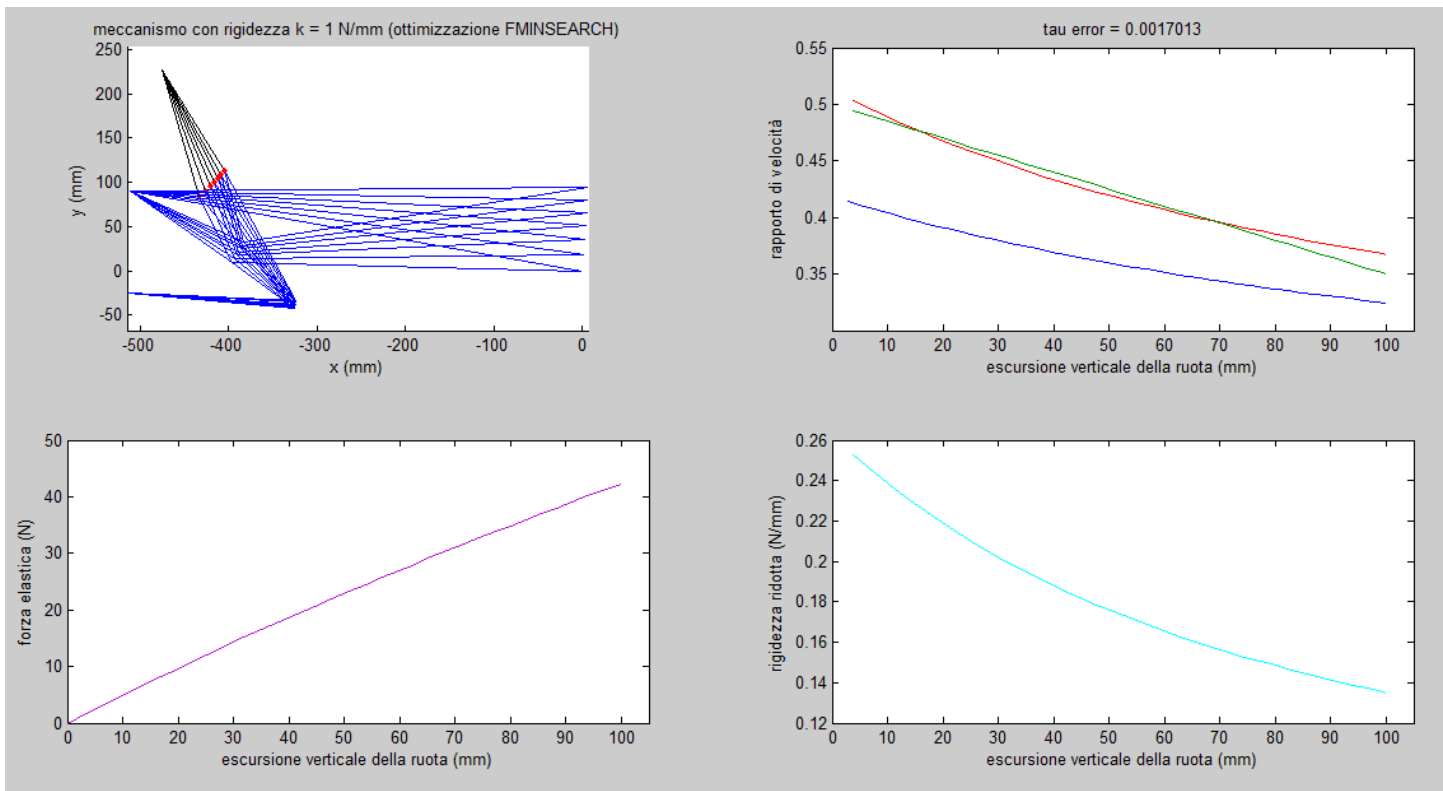 meccanismo con rigidezza k = 1 N/mm (ottimizzazione FMINSEARCH)
250
200
150
100
50
0
-50
y (mm)
-500 -400 -300 -200 -100 0
x (mm)
tau error = 0.0017013
0.55
0.5
0.45
0.4
0.35
rapporto di velocità
0 10 20 30 40 50 60 70 80 90 100
escursione verticale della ruota (mm)
50
40
30
20
10
0
forza elastica (N)
0 10 20 30 40 50 60 70 80 90 100
escursione verticale della ruota (mm)
0.26
0.24
0.22
0.2
0.18
0.16
0.14
0.12
rigidezza ridotta (N/mm)
0 10 20 30 40 50 60 70 80 90 100
escursione verticale della ruota (mm)